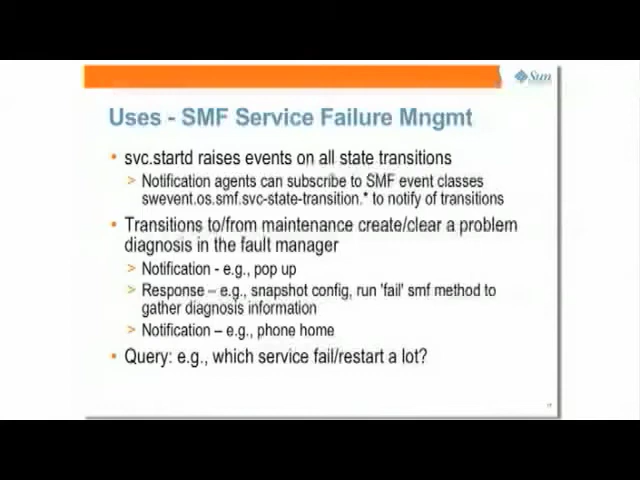 Sun
Uses - SMF Service Failure Mngmt
• svc.startd raises events on all state transitions
> Notification agents can subscribe to SMF event classes
swevent.os.smf.svc-state-transition.* to notify of transitions
• Transitions to/from maintenance create/clear a problem
diagnosis in the fault manager
> Notification - e.g., pop up
> Response – e.g., snapshot config, run 'fail' smf method to
gather diagnosis information
> Notification – e.g., phone home
• Query: e.g., which service fail/restart a lot?